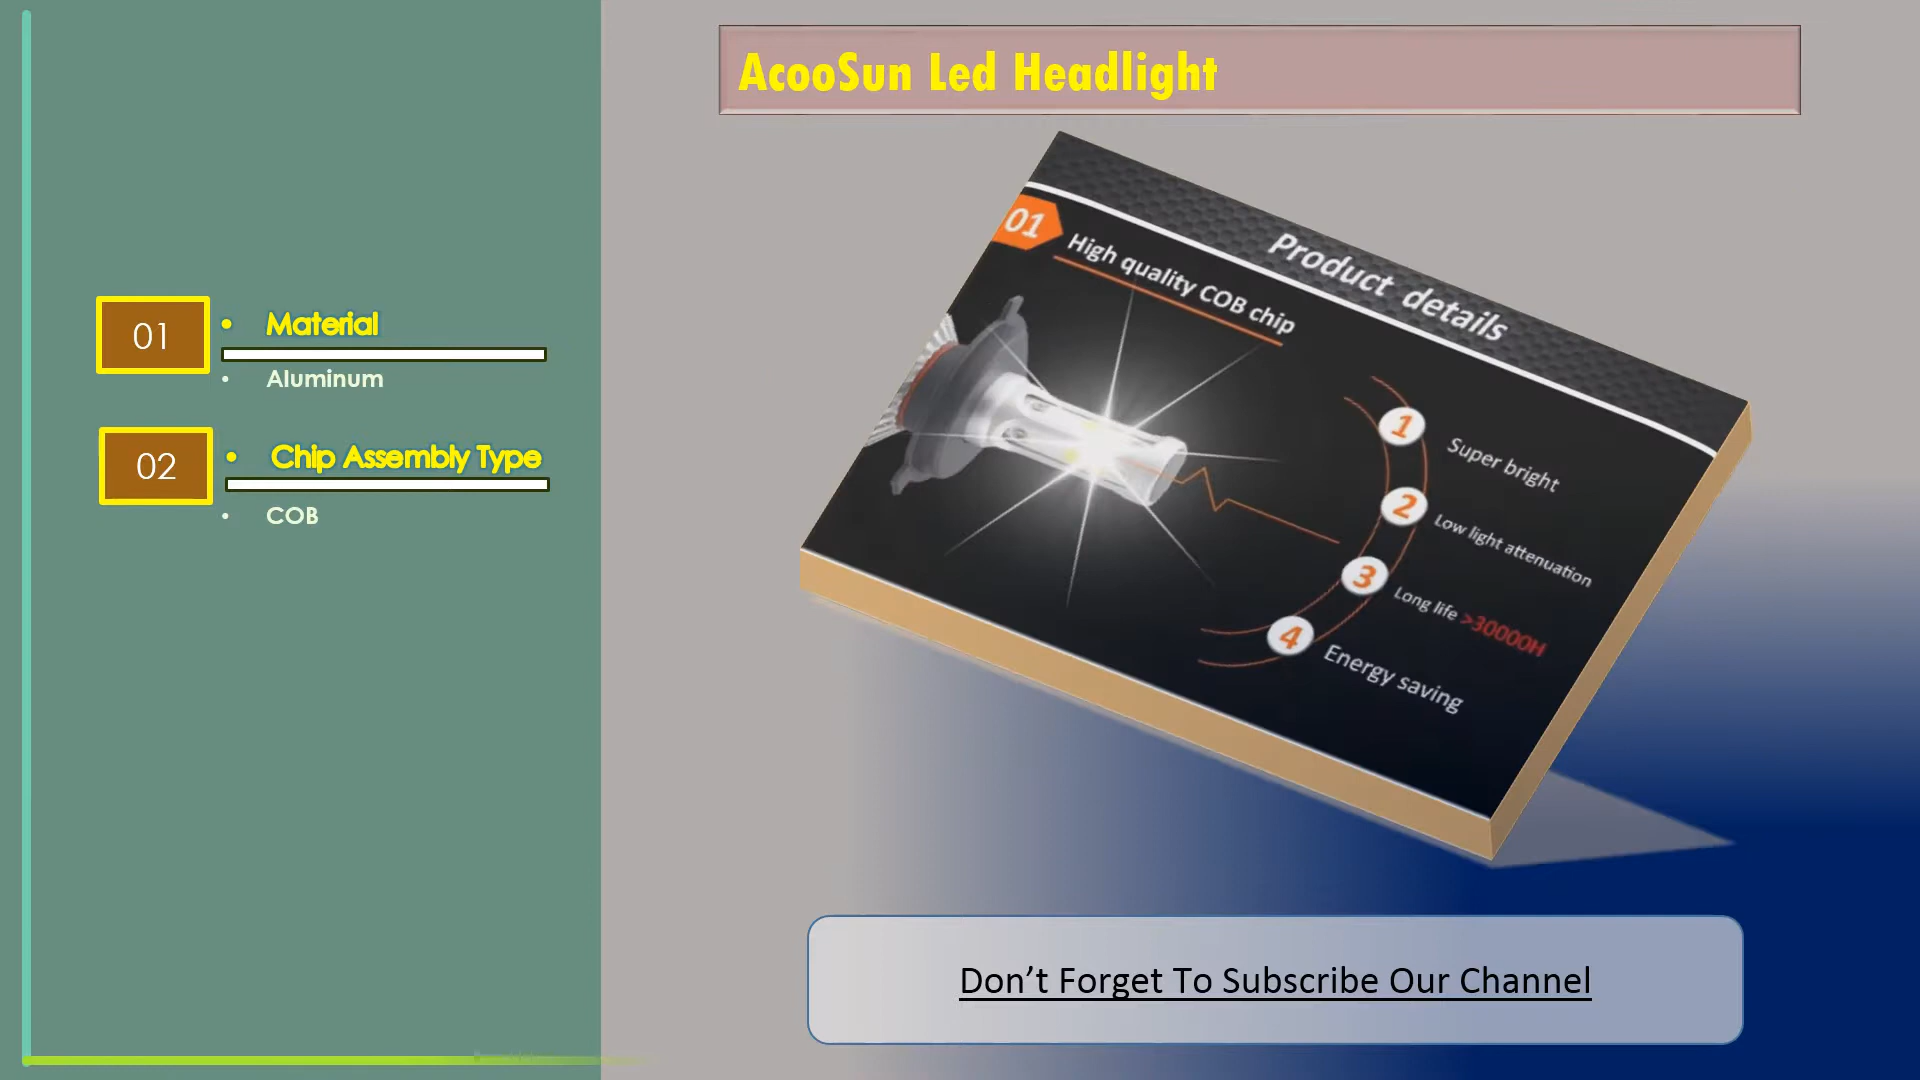 AcooSun Led Headlight
01
• Material
• Aluminum
02
• Chip Assembly Type
• COB
Product details
01
High quality COB chip
1 Super bright
2 Low light attenuation
3 Long life >30000H
4 Energy saving
Don’t Forget To Subscribe Our Channel